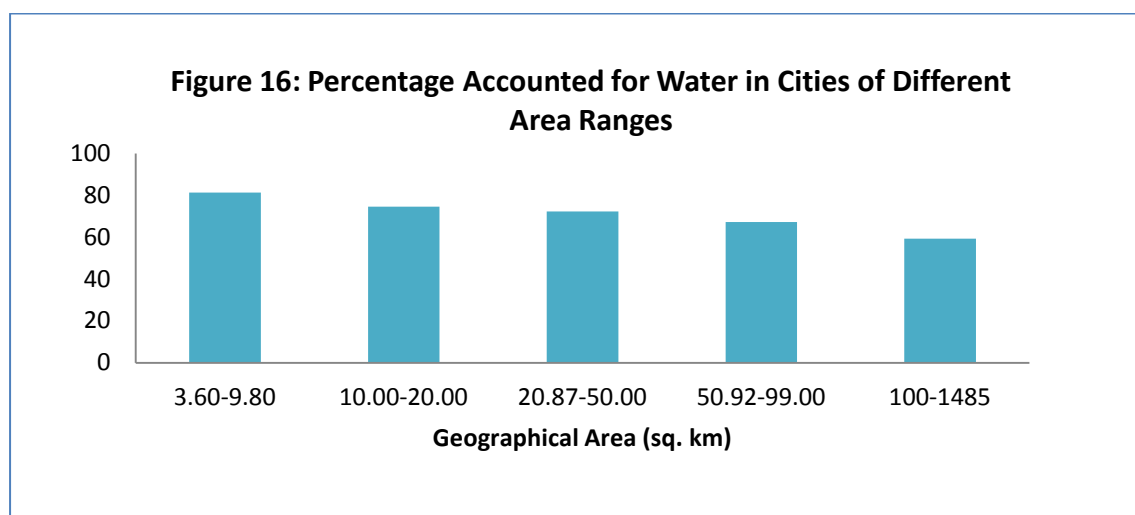 Figure 16: Percentage Accounted for Water in Cities of Different
Area Ranges
100
80
60
40
20
0
3.60-9.80 10.00-20.00 20.87-50.00 50.92-99.00 100-1485
Geographical Area (sq. km)